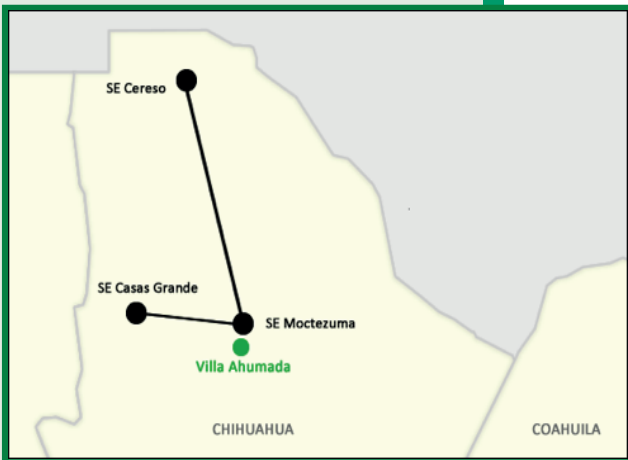 SE Cereso
SE Casas Grande
SE Moctezuma
Villa Ahumada
CHIHUAHUA
COAHUILA